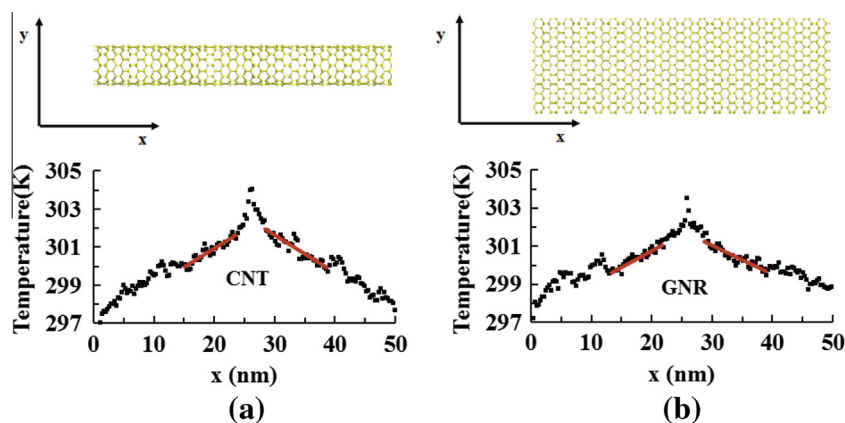 y
x
Temperature(K)
305
303
301
299
297
CNT
0 10 20 30 40 50
x (nm)
(a)
y
x
Temperature(K)
305
303
301
299
297
GNR
0 10 20 30 40 50
x (nm)
(b)